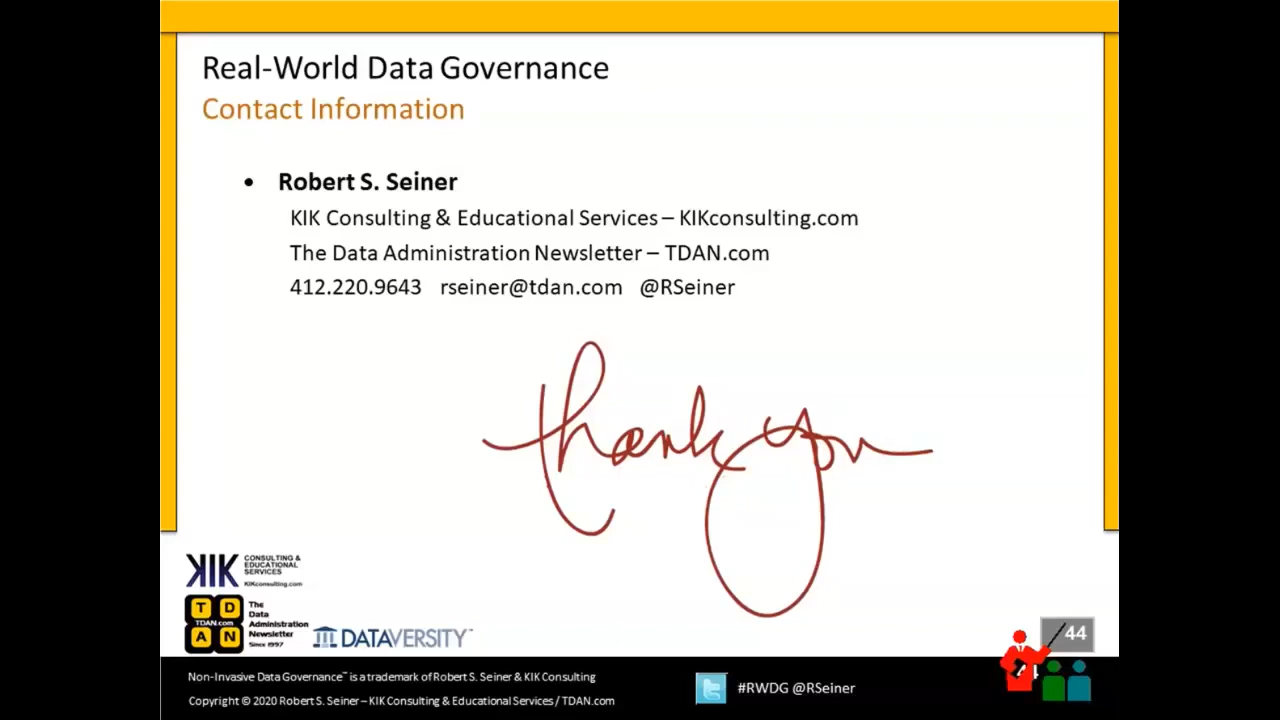 Real-World Data Governance
Contact Information
• Robert S. Seiner
KIK Consulting & Educational Services – KIKconsulting.com
The Data Administration Newsletter – TDAN.com
412.220.9643 rseiner@tdan.com @RSeiner
thank you
KIK
CONSULTING &
EDUCATIONAL
SERVICES
KIKconsulting.com
T D
TDAN.com
A N
The
Data
Administration
Newsletter
Since 1997
DATAVERSITY™
44
Non-Invasive Data Governance™ is a trademark of Robert S. Seiner & KIK Consulting
Copyright © 2020 Robert S. Seiner – KIK Consulting & Educational Services / TDAN.com
#RWDG @RSeiner